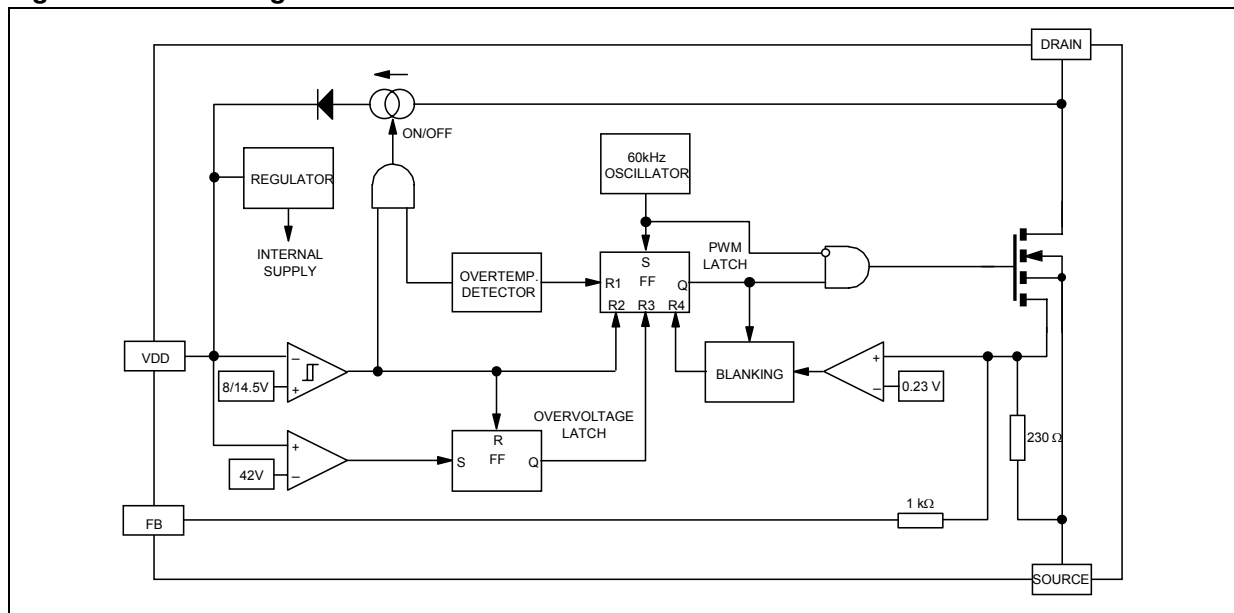 DRAIN
ON/OFF
60kHz
OSCILLATOR
REGULATOR
INTERNAL
SUPPLY
PWM
LATCH
S
FF
OVERTEMP.
DETECTOR
R1
Q
R2 R3 R4
VDD
–
+
8/14.5V
BLANKING
+
–
0.23 V
OVERVOLTAGE
LATCH
230 Ω
+
–
42V
R
FF
S
Q
1 kΩ
FB
SOURCE